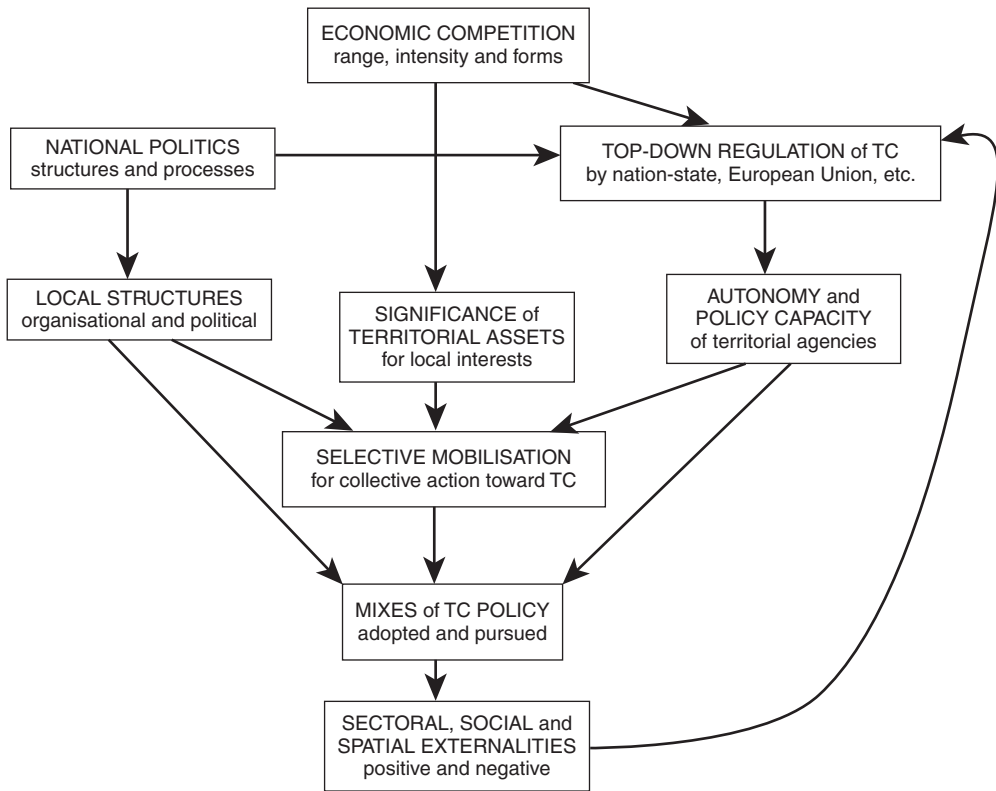 ECONOMIC COMPETITION
range, intensity and forms
NATIONAL POLITICS
structures and processes
TOP-DOWN REGULATION of TC
by nation-state, European Union, etc.
LOCAL STRUCTURES
organisational and political
SIGNIFICANCE of
TERRITORIAL ASSETS
for local interests
AUTONOMY and
POLICY CAPACITY
of territorial agencies
SELECTIVE MOBILISATION
for collective action toward TC
MIXES of TC POLICY
adopted and pursued
SECTORAL, SOCIAL and
SPATIAL EXTERNALITIES
positive and negative